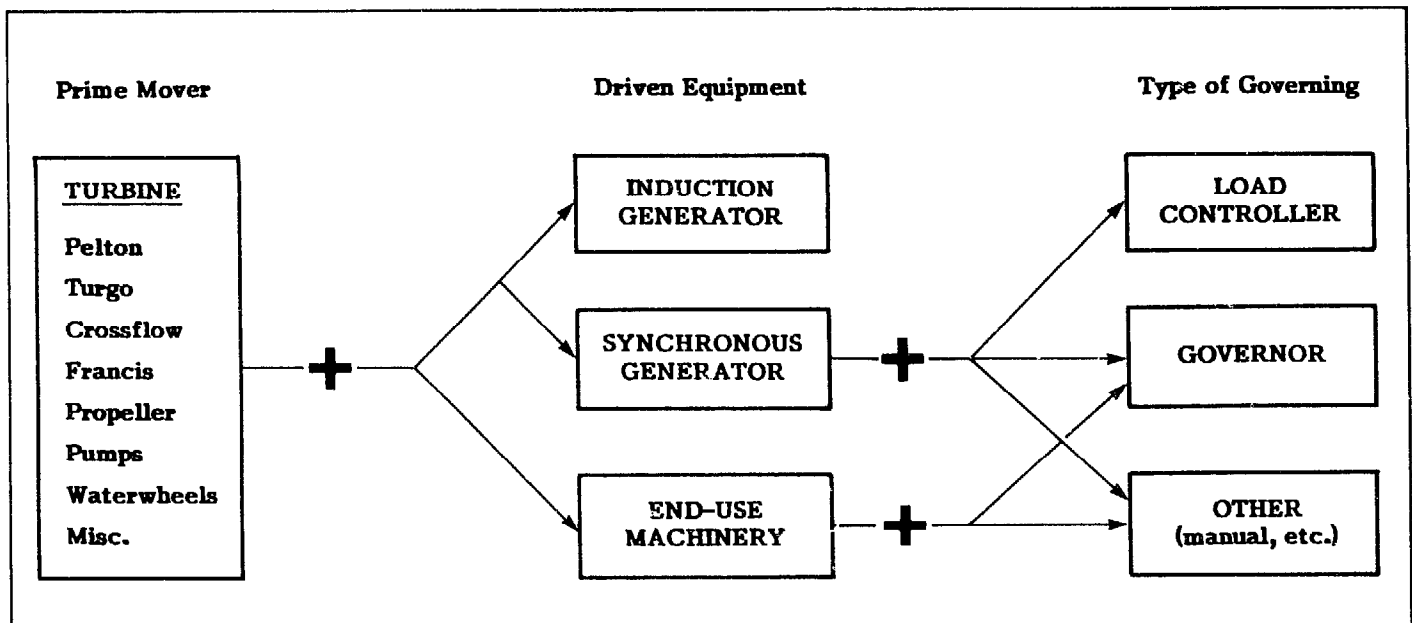 Prime Mover
Driven Equipment
Type of Governing
TURBINE
Pelton
Turgo
Crossflow
Francis
Propeller
Pumps
Waterwheels
Misc.
INDUCTION
GENERATOR
SYNCHRONOUS
GENERATOR
END-USE
MACHINERY
LOAD
CONTROLLER
GOVERNOR
OTHER
(manual, etc.)